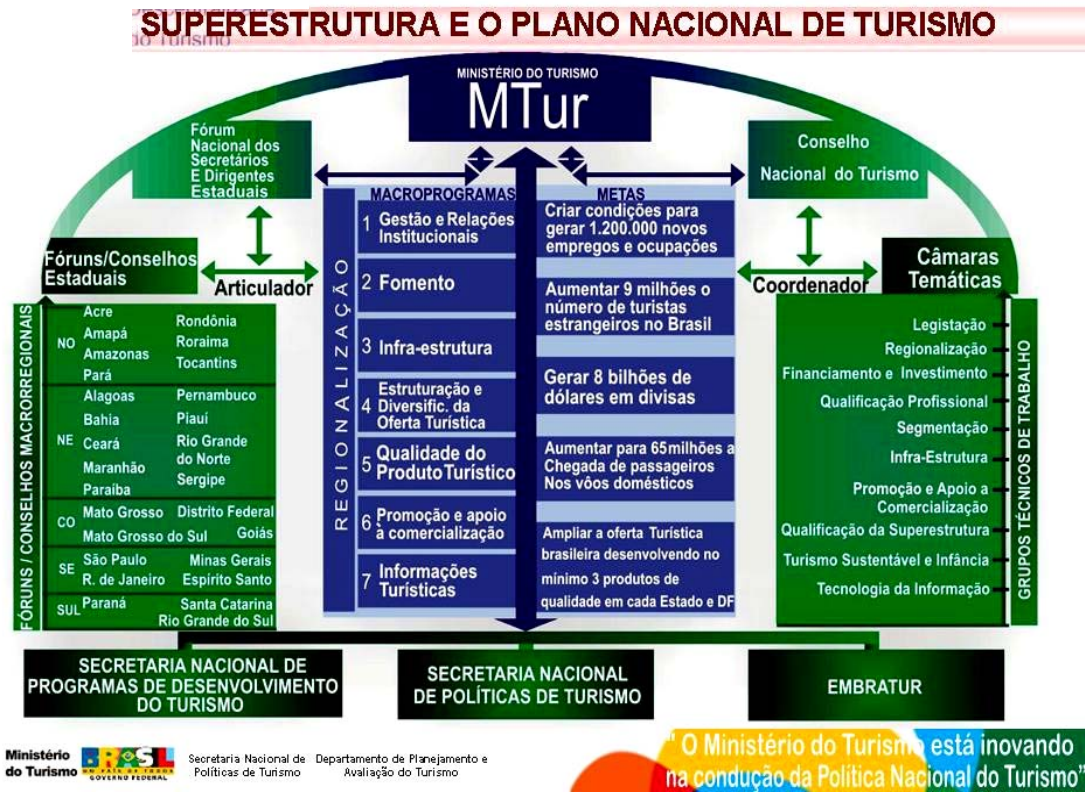 SUPERESTRUTURA E O PLANO NACIONAL DE TURISMO
do Turismo
MINISTÉRIO DO TURISMO
MTur
Fórum
Nacional dos
Secretários
E Dirigentes
Estaduais
Conselho
Nacional do Turismo
Fóruns/Conselhos
Estaduais
Articulador
Coordenador
Câmaras
Temáticas
FÓRUNS / CONSELHOS MACRORREGIONAIS
NO
Acre
Amapá
Amazonas
Pará
Rondônia
Roraima
Tocantins
NE
Alagoas
Bahia
Ceará
Maranhão
Paraíba
Pernambuco
Piauí
Rio Grande
do Norte
Sergipe
CO
Mato Grosso Distrito Federal
Mato Grosso do Sul Goiás
SE
São Paulo Minas Gerais
R. de Janeiro Espírito Santo
SUL
Paraná Santa Catarina
Rio Grande do Sul
REGIONALIZAÇÃO
MACROPROGRAMAS
1 Gestão e Relações
Institucionais
2 Fomento
3 Infra-estrutura
4 Estruturação e
Diversific. da
Oferta Turística
5 Qualidade do
Produto Turístico
6 Promoção e apoio
à comercialização
7 Informações
Turísticas
METAS
Criar condições para
gerar 1.200.000 novos
empregos e ocupações
Aumentar 9 milhões o
número de turistas
estrangeiros no Brasil
Gerar 8 bilhões de
dólares em divisas
Aumentar para 65milhões a
Chegada de passageiros
Nos vôos domésticos
Ampliar a oferta Turística
brasileira desenvolvendo no
mínimo 3 produtos de
qualidade em cada Estado e DF
Legistação
Regionalização
Financiamento e Investimento
Qualificação Profissional
Segmentação
Infra-Estrutura
Promoção e Apoio a
Comercialização
Qualificação da Superestrutura
Turismo Sustentável e Infância
Tecnologia da Informação
GRUPOS TÉCNICOS DE TRABALHO
SECRETARIA NACIONAL DE
PROGRAMAS DE DESENVOLVIMENTO
DO TURISMO
SECRETARIA NACIONAL
DE POLÍTICAS DE TURISMO
EMBRATUR
Ministério
do Turismo
BRASIL
UM PAÍS DE TODOS
GOVERNO FEDERAL
Secretaria Nacional de
Políticas de Turismo
Departamento de Planejamento e
Avaliação do Turismo
" O Ministério do Turismo está inovando
na condução da Política Nacional do Turismo"